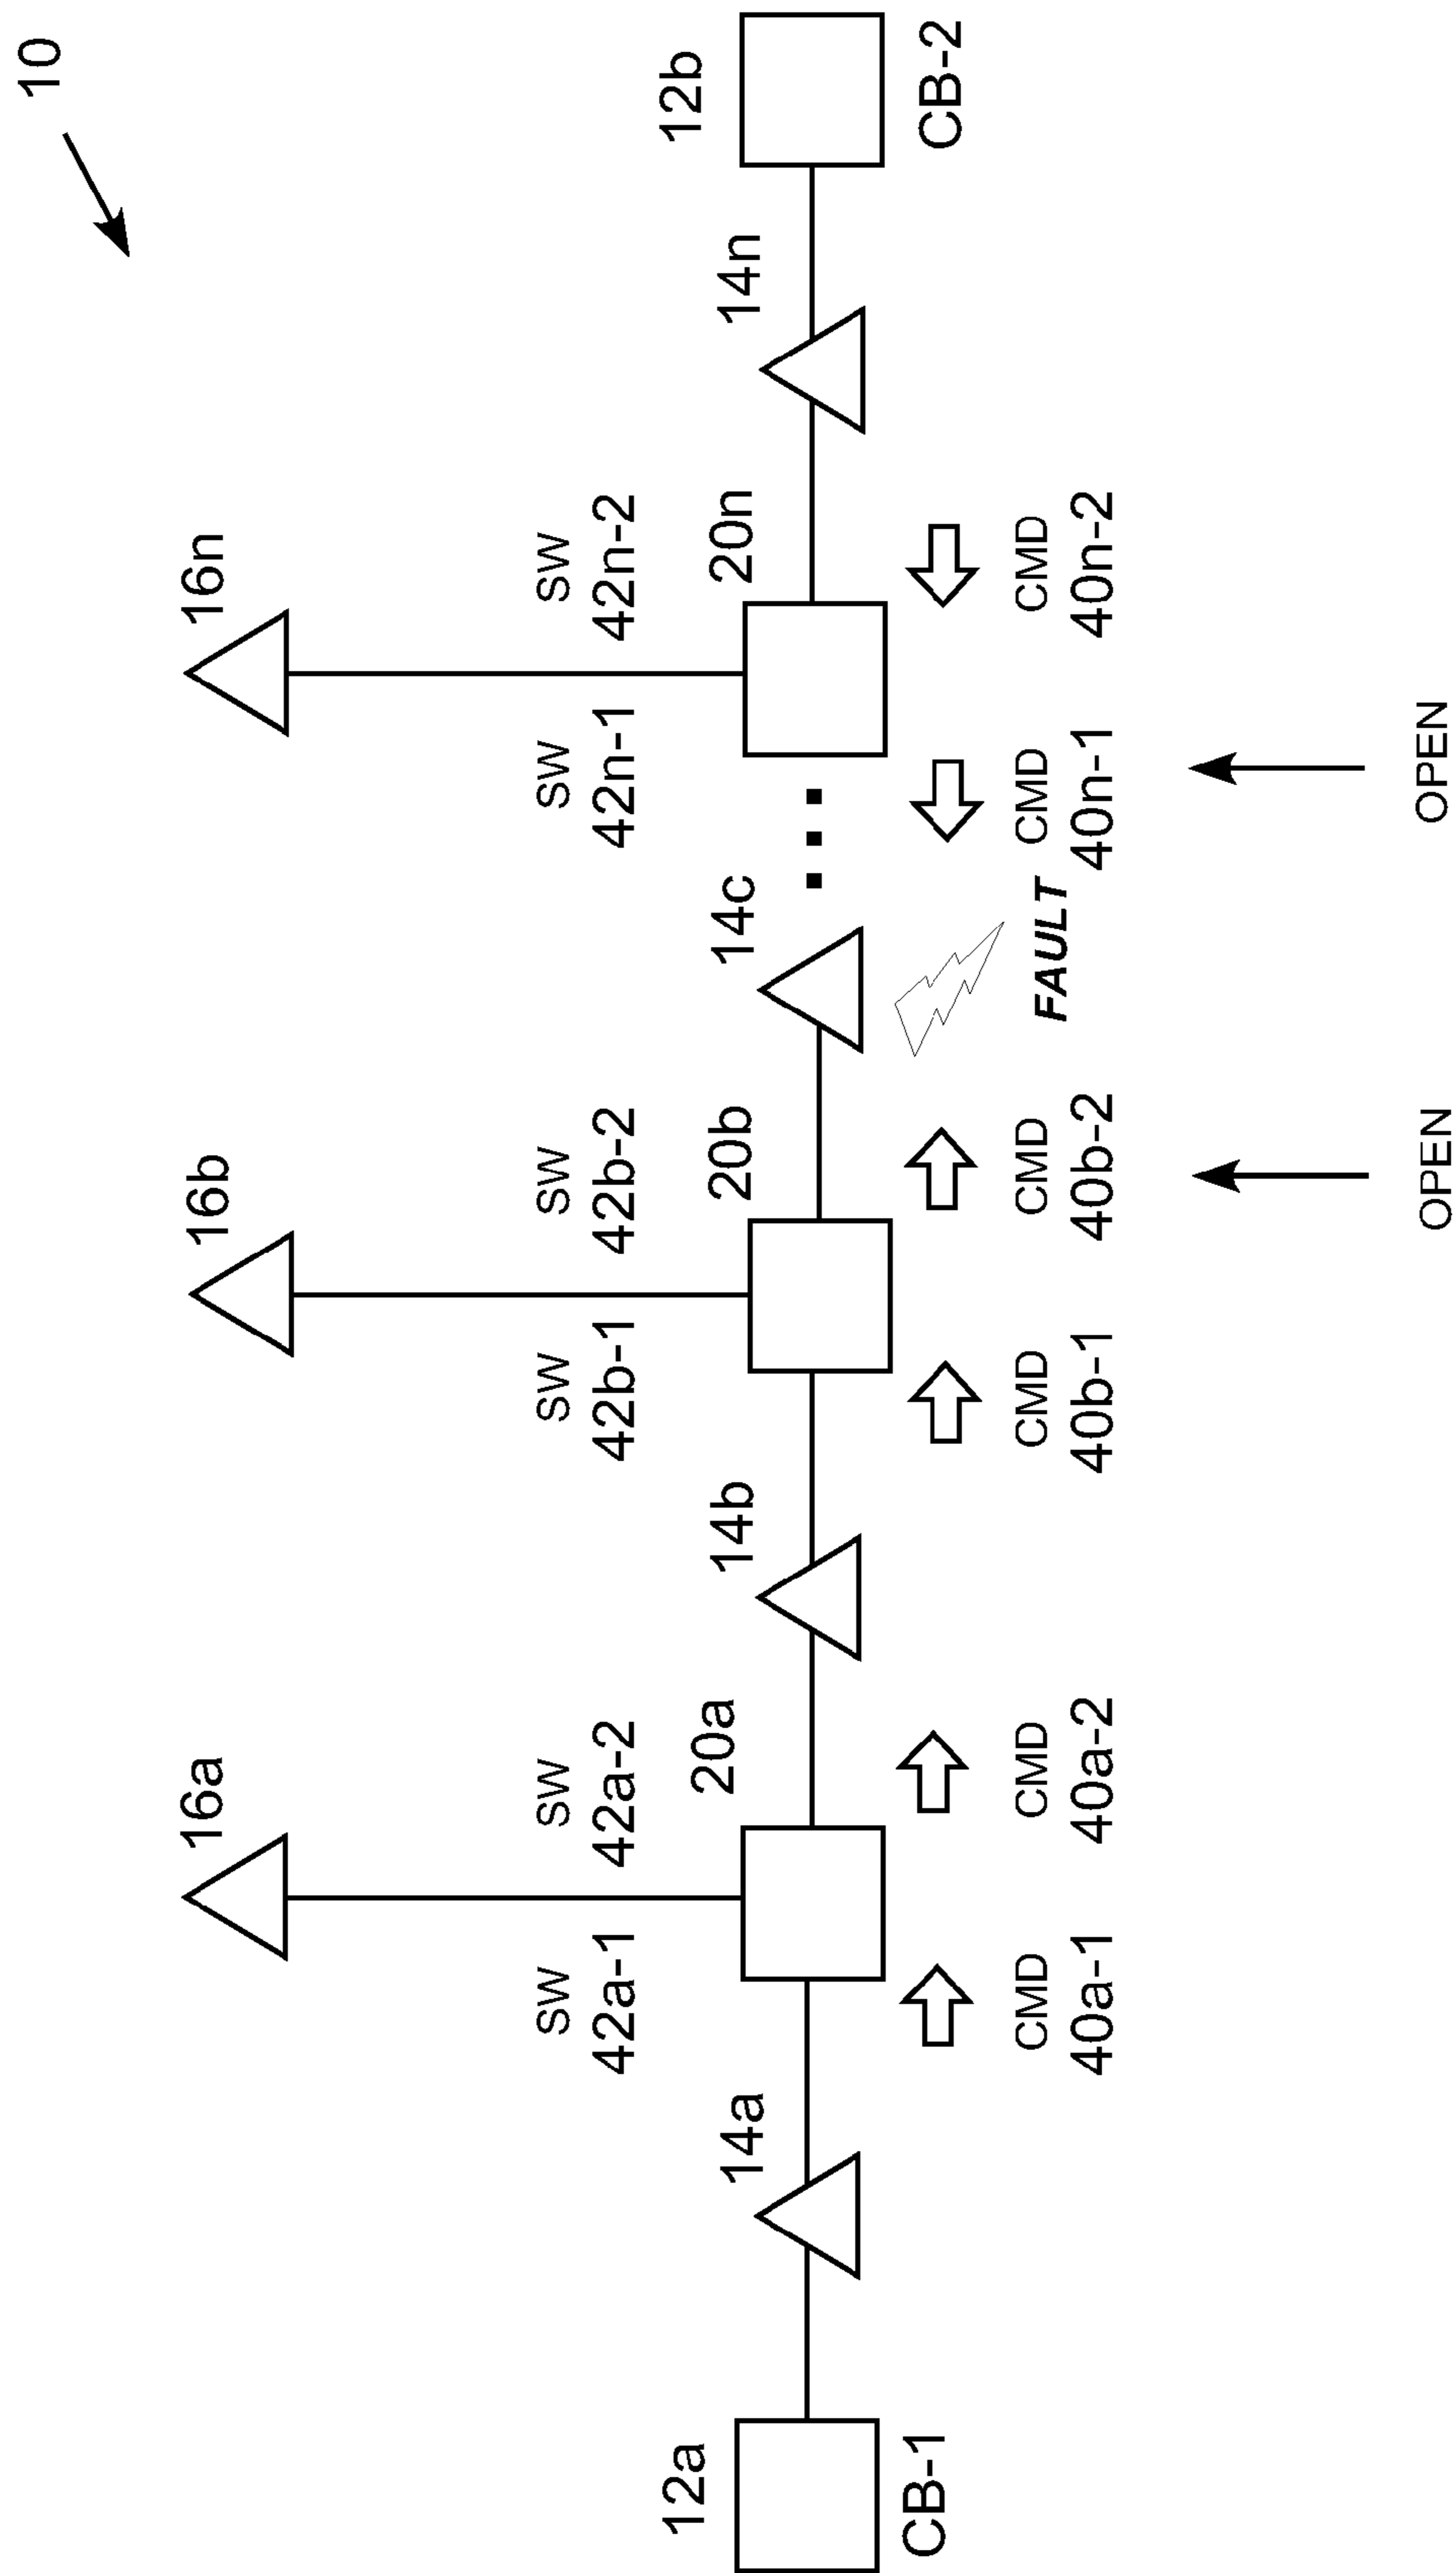 10
16a
16b
16n
SW
42a-1
SW
42a-2
SW
42b-1
SW
42b-2
SW
42n-1
SW
42n-2
12a
14a
20a
14b
20b
14c
20n
14n
12b
CB-1
CB-2
FAULT
CMD
40a-1
CMD
40a-2
CMD
40b-1
CMD
40b-2
CMD
40n-1
CMD
40n-2
OPEN
OPEN